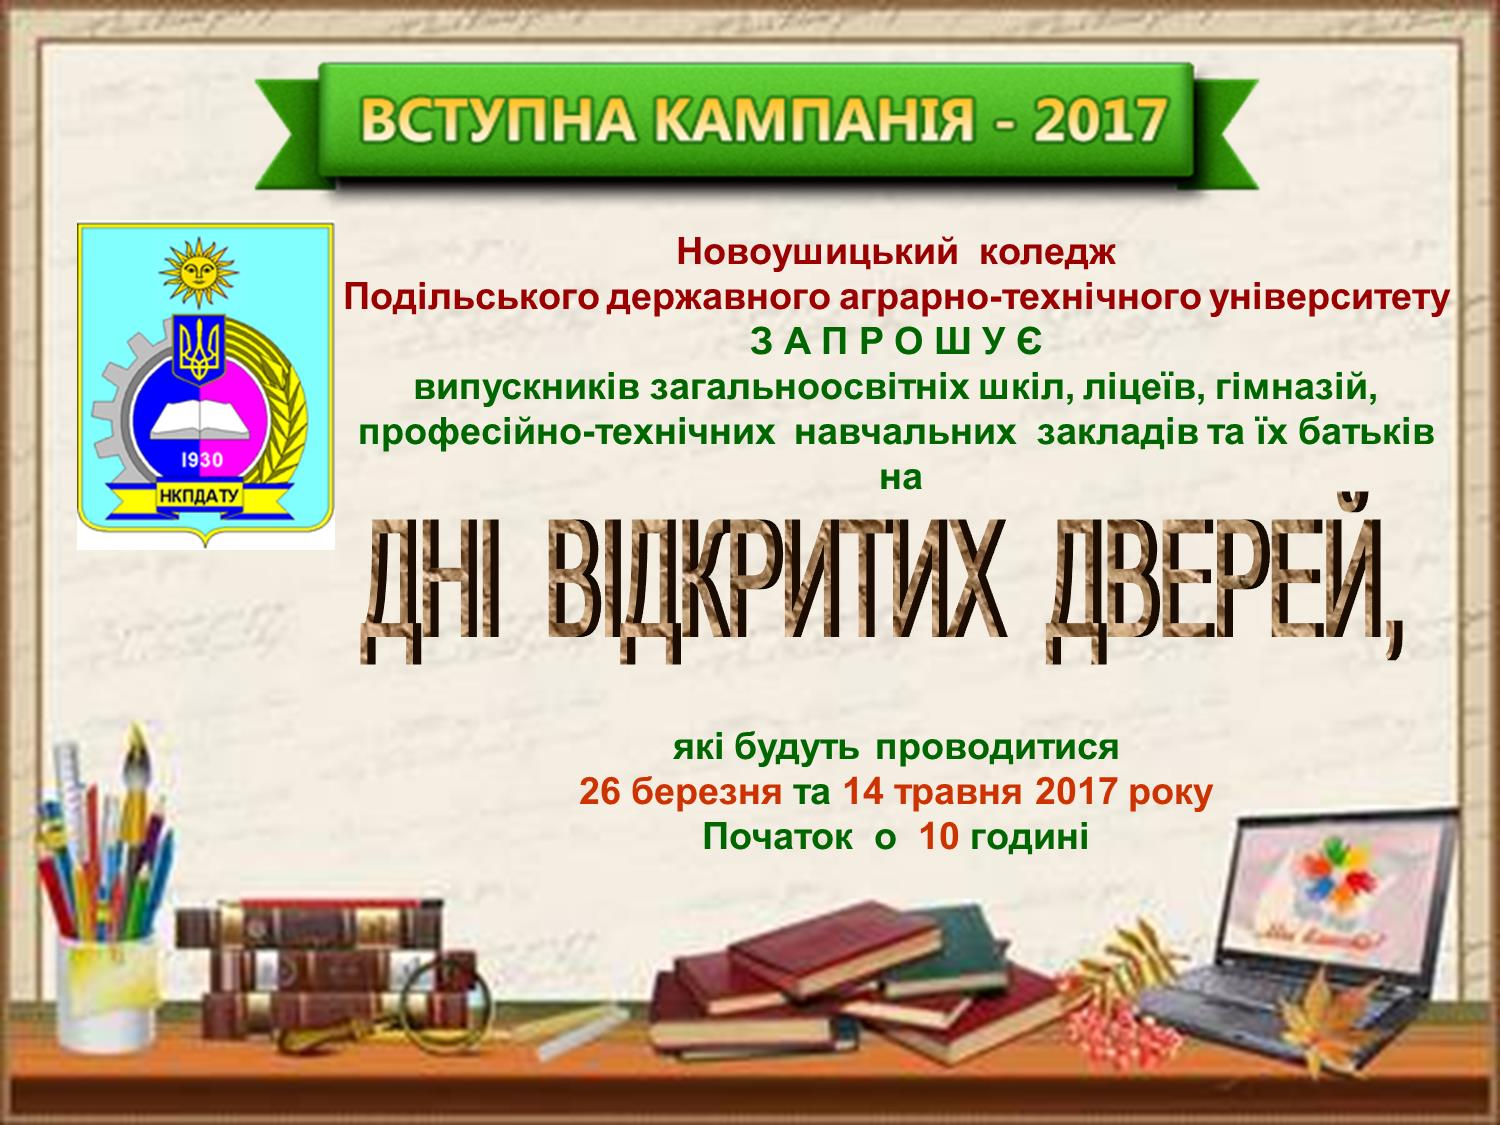 ВСТУПНА КАМПАНІЯ - 2017
Новоушицький коледж
Подільського державного аграрно-технічного університету
З А П Р О Ш У Є
випускників загальноосвітніх шкіл, ліцеїв, гімназій,
професійно-технічних навчальних закладів та їх батьків
на
1930
НКПДАТУ
ДНІ ВІДКРИТИХ ДВЕРЕЙ,
які будуть проводитися
26 березня та 14 травня 2017 року
Початок о 10 годині